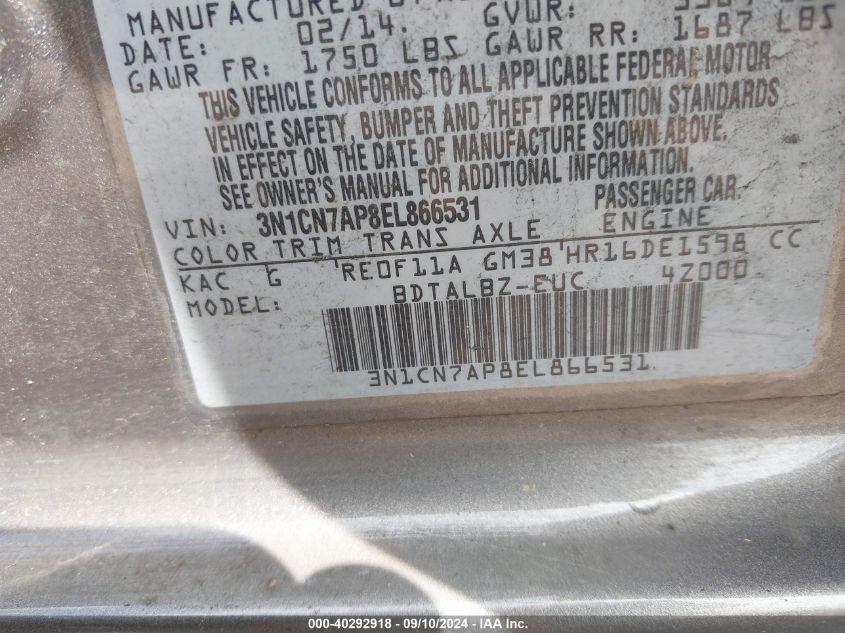 MANUFACTURED
DATE: 02/14. GVWR:
GAWR FR: 1750 LBS GAWR RR: 1687 LBS
THIS VEHICLE CONFORMS TO ALL APPLICABLE FEDERAL MOTOR
VEHICLE SAFETY, BUMPER AND THEFT PREVENTION STANDARDS
IN EFFECT ON THE DATE OF MANUFACTURE SHOWN ABOVE.
SEE OWNER'S MANUAL FOR ADDITIONAL INFORMATION.
VIN: 3N1CN7AP8EL866531 PASSENGER CAR
COLOR TRIM TRANS AXLE ENGINE
KAC G RE0F11A GM38 HR16DE1598 CC
MODEL: BDTALBZ-EUC 4Z000
3N1CN7AP8EL866531
000-40292918 - 09/10/2024 - IAA Inc.